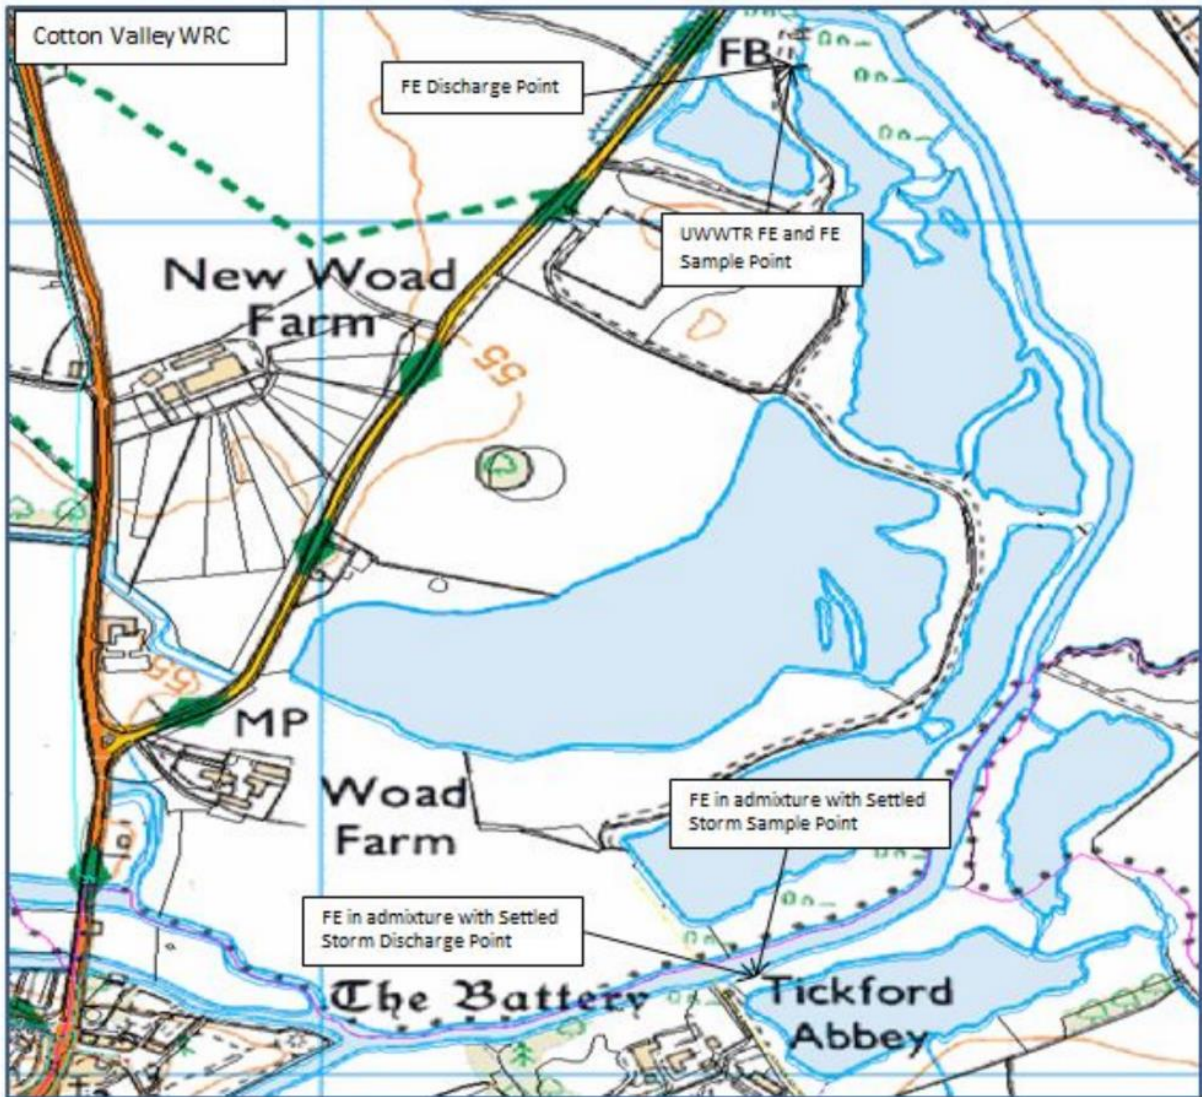 Cotton Valley WRC
FB
FE Discharge Point
UWWTR FE and FE
Sample Point
New Woad
Farm
55
55
MP
Woad
Farm
FE in admixture with Settled
Storm Sample Point
FE in admixture with Settled
Storm Discharge Point
The Battery
Tickford
Abbey